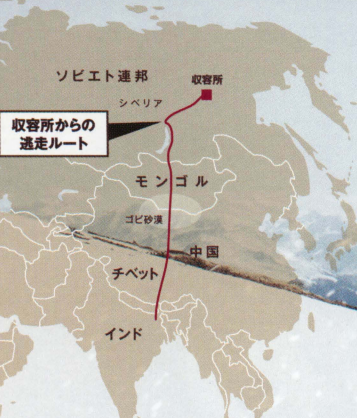 ソビエト連邦
収容所
シベリア
収容所からの
逃走ルート
モンゴル
ゴビ砂漠
中国
チベット
インド